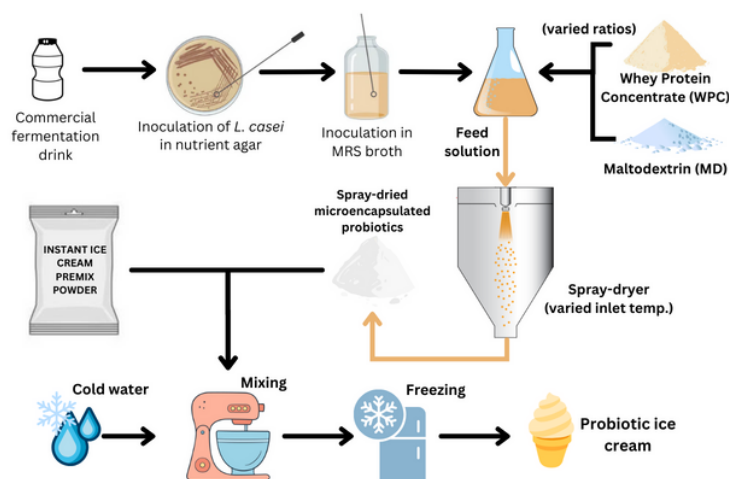 (varied ratios)
Whey Protein
Concentrate (WPC)
Commercial
fermentation
drink
Inoculation of L. casei
in nutrient agar
Inoculation in
MRS broth
Feed
solution
Maltodextrin (MD)
Spray-dried
microencapsulated
probiotics
INSTANT ICE
CREAM
PREMIX
POWDER
Spray-dryer
(varied inlet temp.)
Cold water
Mixing
Freezing
Probiotic ice
cream